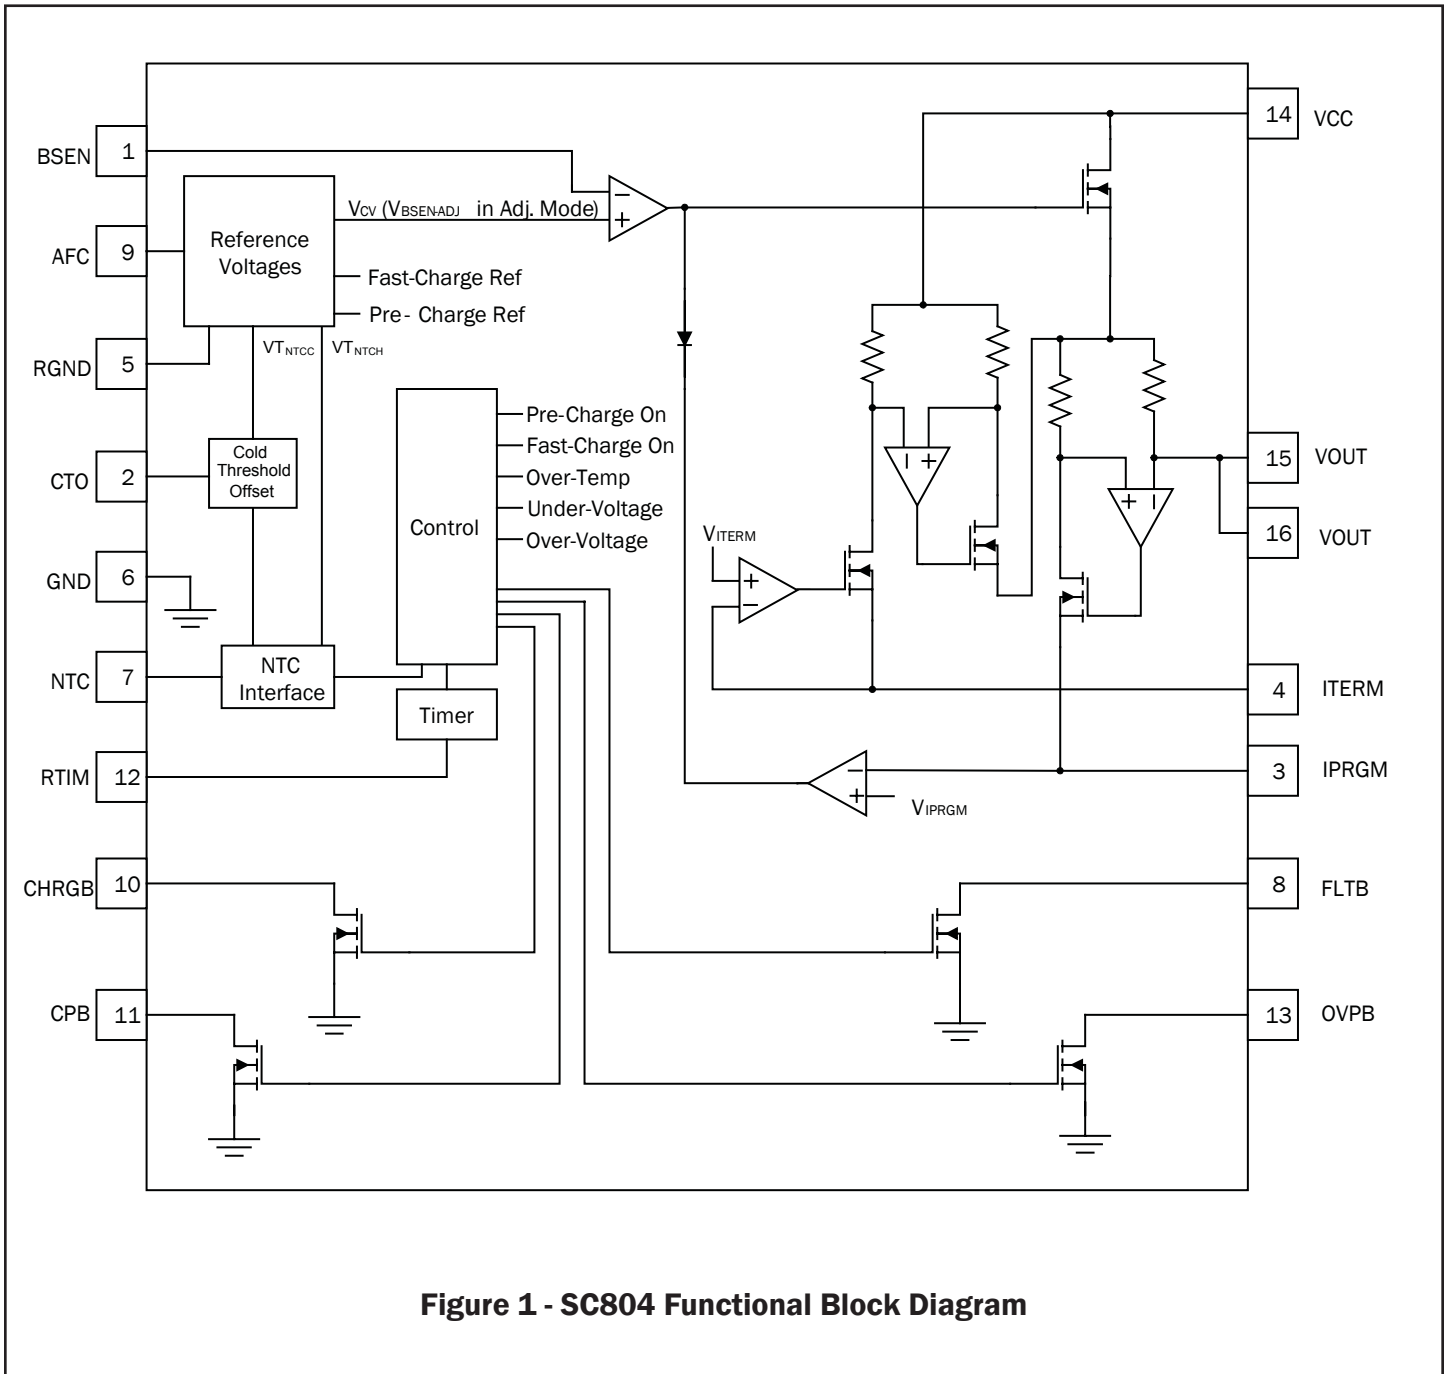 14
VCC
BSEN
1
−
+
VCV (VBSEN-ADJ in Adj. Mode)
Reference
Voltages
AFC
9
Fast-Charge Ref
Pre- Charge Ref
VTNTCC
VTNTCH
RGND
5
Pre-Charge On
Fast-Charge On
Over-Temp
Under-Voltage
Over-Voltage
Control
Cold
Threshold
Offset
CTO
2
− +
15
VOUT
+ −
16
VOUT
VITERM
+
−
GND
6
NTC
7
NTC
Interface
4
ITERM
Timer
RTIM
12
−
+
VIPRGM
3
IPRGM
CHRGB
10
8
FLTB
CPB
11
13
OVPB
Figure 1 - SC804 Functional Block Diagram